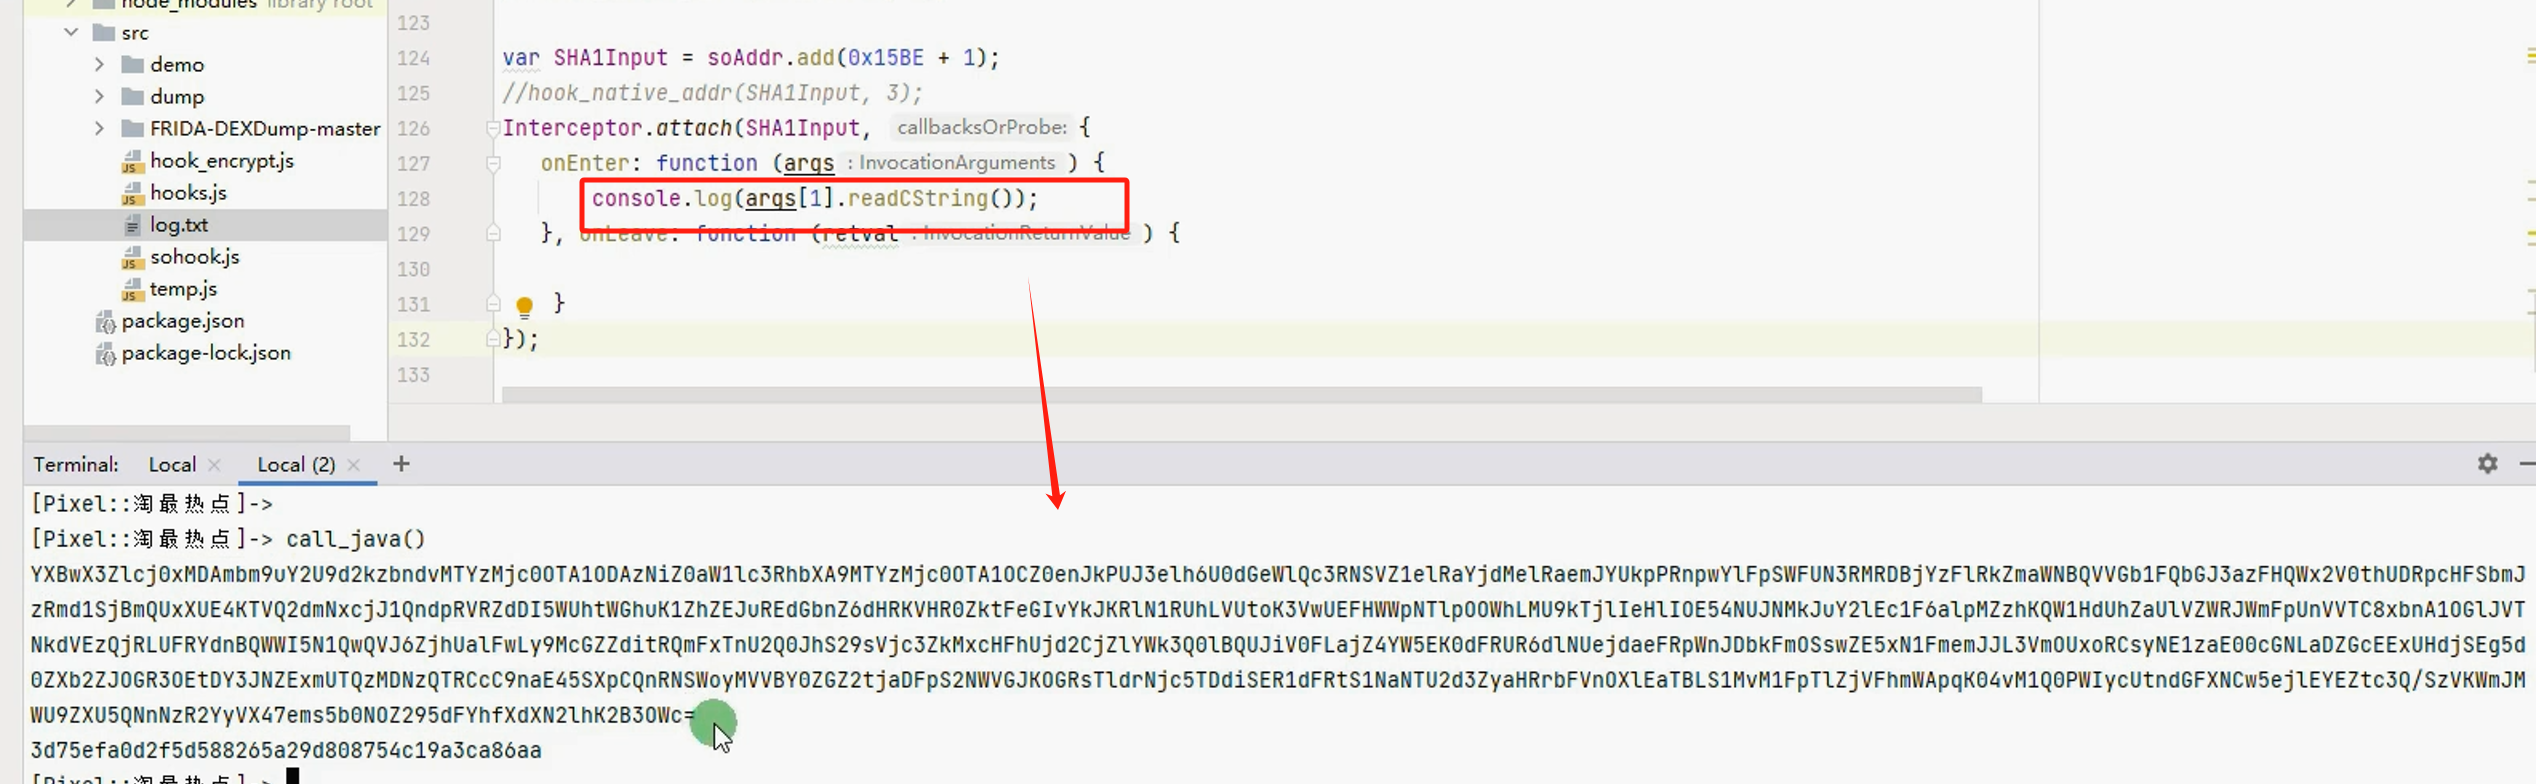 node_modules library root
src
demo
dump
FRIDA-DEXDump-master
hook_encrypt.js
hooks.js
log.txt
sohook.js
temp.js
package.json
package-lock.json
123
124 var SHA1Input = soAddr.add(0x15BE + 1);
125 //hook_native_addr(SHA1Input, 3);
126 Interceptor.attach(SHA1Input, callbacksOrProbe: {
127 onEnter: function (args : InvocationArguments ) {
128 console.log(args[1].readCString());
129 }, onLeave: function (retval : InvocationReturnValue ) {
130
131 }
132 });
133
Terminal: Local × Local (2) × +
[Pixel::淘最热点]->
[Pixel::淘最热点]-> call_java()
YXBwX3Zlcj0xMDAmbm9uY2U9d2kzbndvMTYzMjc0OTA1ODAzNiZ0aW1lc3RhbXA9MTYzMjc0OTA1OCZ0enJkPUJ3elh6U0dGeWlQc3RNSVZ1elRaYjdMelRaemJYUkpPRnpwYlFpSWFUN3RMRDBjYzFlRkZmaWNBQVVGb1FQbGJ3azFHQWx2V0thUDRpcHFSbmJ
zRmd1SjBmQUxXUE4KTVQ2dmNxcjJ1QndpRVRZdDI5WUhtWGhuK1ZhZEJuREdGbnZ6dHRKVHR0ZktFeGIvYkJKRlN1RUhLVUtoK3VwUEFHWWpNTlpOOWhLMU9kTjlIeHlIOE54NUJNMkJuY2lEc1F6alpMZzhKQW1HdUhZaUlVZWRJWmFpUnVVTC8xbnA1OGlJVT
NkdVEzQjRLUFRYdnBQWWI5N1QwQVJ6ZjhUalFwLy9McGZZditRQmFxTnU2Q0JhS29sVjc3ZkMxcHFhUjd2CjZlYWk3Q0lBQUJiV0FLajZ4YW5EK0dFRUR6dlNUejdaeFRpWnJDbkFmOSswZE5xN1FmemJJL3VmOUxoRCsyNE1zaE00cGNLaDZGcEExUHdjSEg5d
0ZXb2ZJOGR3OEtDY3JNZExmUTQzMDNzQTRCcC9naE45SXpCQnRNSWoyMVVBY0ZGZ2tjaDFpS2NWVGJKOGRsTldrNjc5TDdiSER1dFRtS1NaNTU2d3ZyaHRrbFVnOXlEaTBLS1MvM1FpTlZjVFhmWApqK04vM1Q0PWIycUtndGFXNCw5ejlEYEZtc3Q/SzVKWmJM
WU9ZXU5QNnNzR2YyVX47ems5b0NOZ295dFYhfXdXN2lhK2B3OWc=
3d75efa0d2f5d588265a29d808754c19a3ca86aa
[Pixel::淘最热点]->